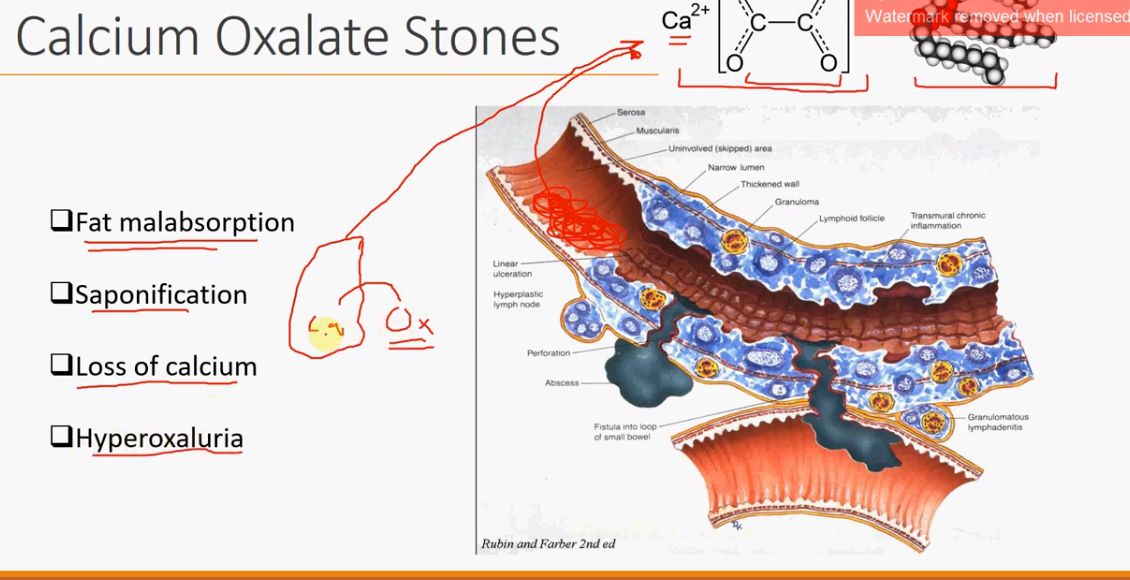 Calcium Oxalate Stones
Ca2+
C—C
O O
Watermark removed when licensed
Serosa
Muscularis
Uninvolved (skipped) area
Narrow lumen
Thickened wall
Granuloma
Lymphoid follicle
Transmural chronic
inflammation
❑Fat malabsorption
❑Saponification
❑Loss of calcium
❑Hyperoxaluria
Ca
Ox
Linear
ulceration
Hyperplastic
lymph node
Perforation
Abscess
Fistula into loop
of small bowel
Granulomatous
lymphadenitis
Rubin and Farber 2nd ed